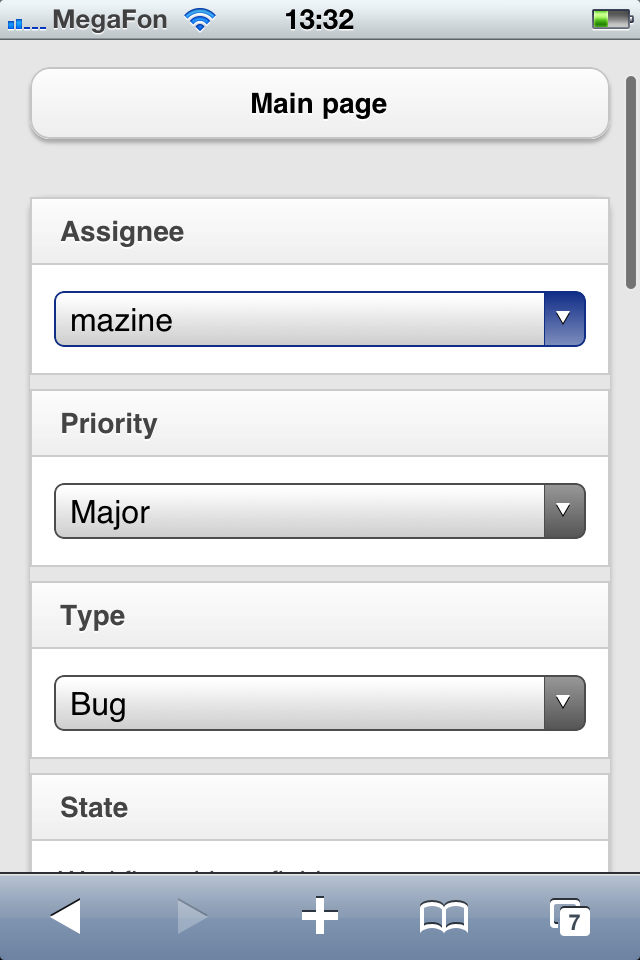 MegaFon 13:32
Main page
Assignee
mazine
Priority
Major
Type
Bug
State
7